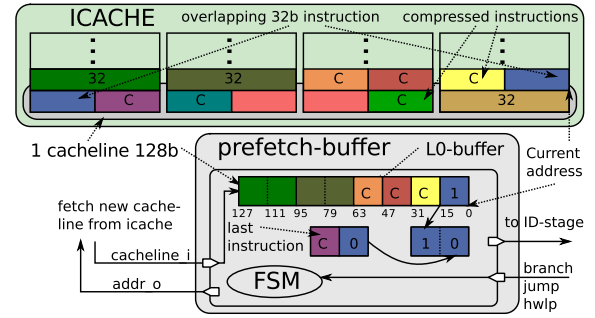 ICACHE
overlapping 32b instruction
compressed instructions
32
32
C
C
C
C
C
C
32
1 cacheline 128b
prefetch-buffer
L0-buffer
Current
address
C
C
C
1
127 111 95 79 63 47 31 15 0
fetch new cache-
line from icache
last
instruction
C
0
1
0
to ID-stage
cacheline_i
addr_o
FSM
branch
jump
hwlp